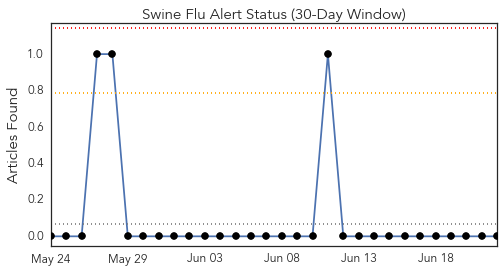 Swine Flu Alert Status (30-Day Window)
Articles Found
1.0
0.8
0.6
0.4
0.2
0.0
May 24
May 29
Jun 03
Jun 08
Jun 13
Jun 18